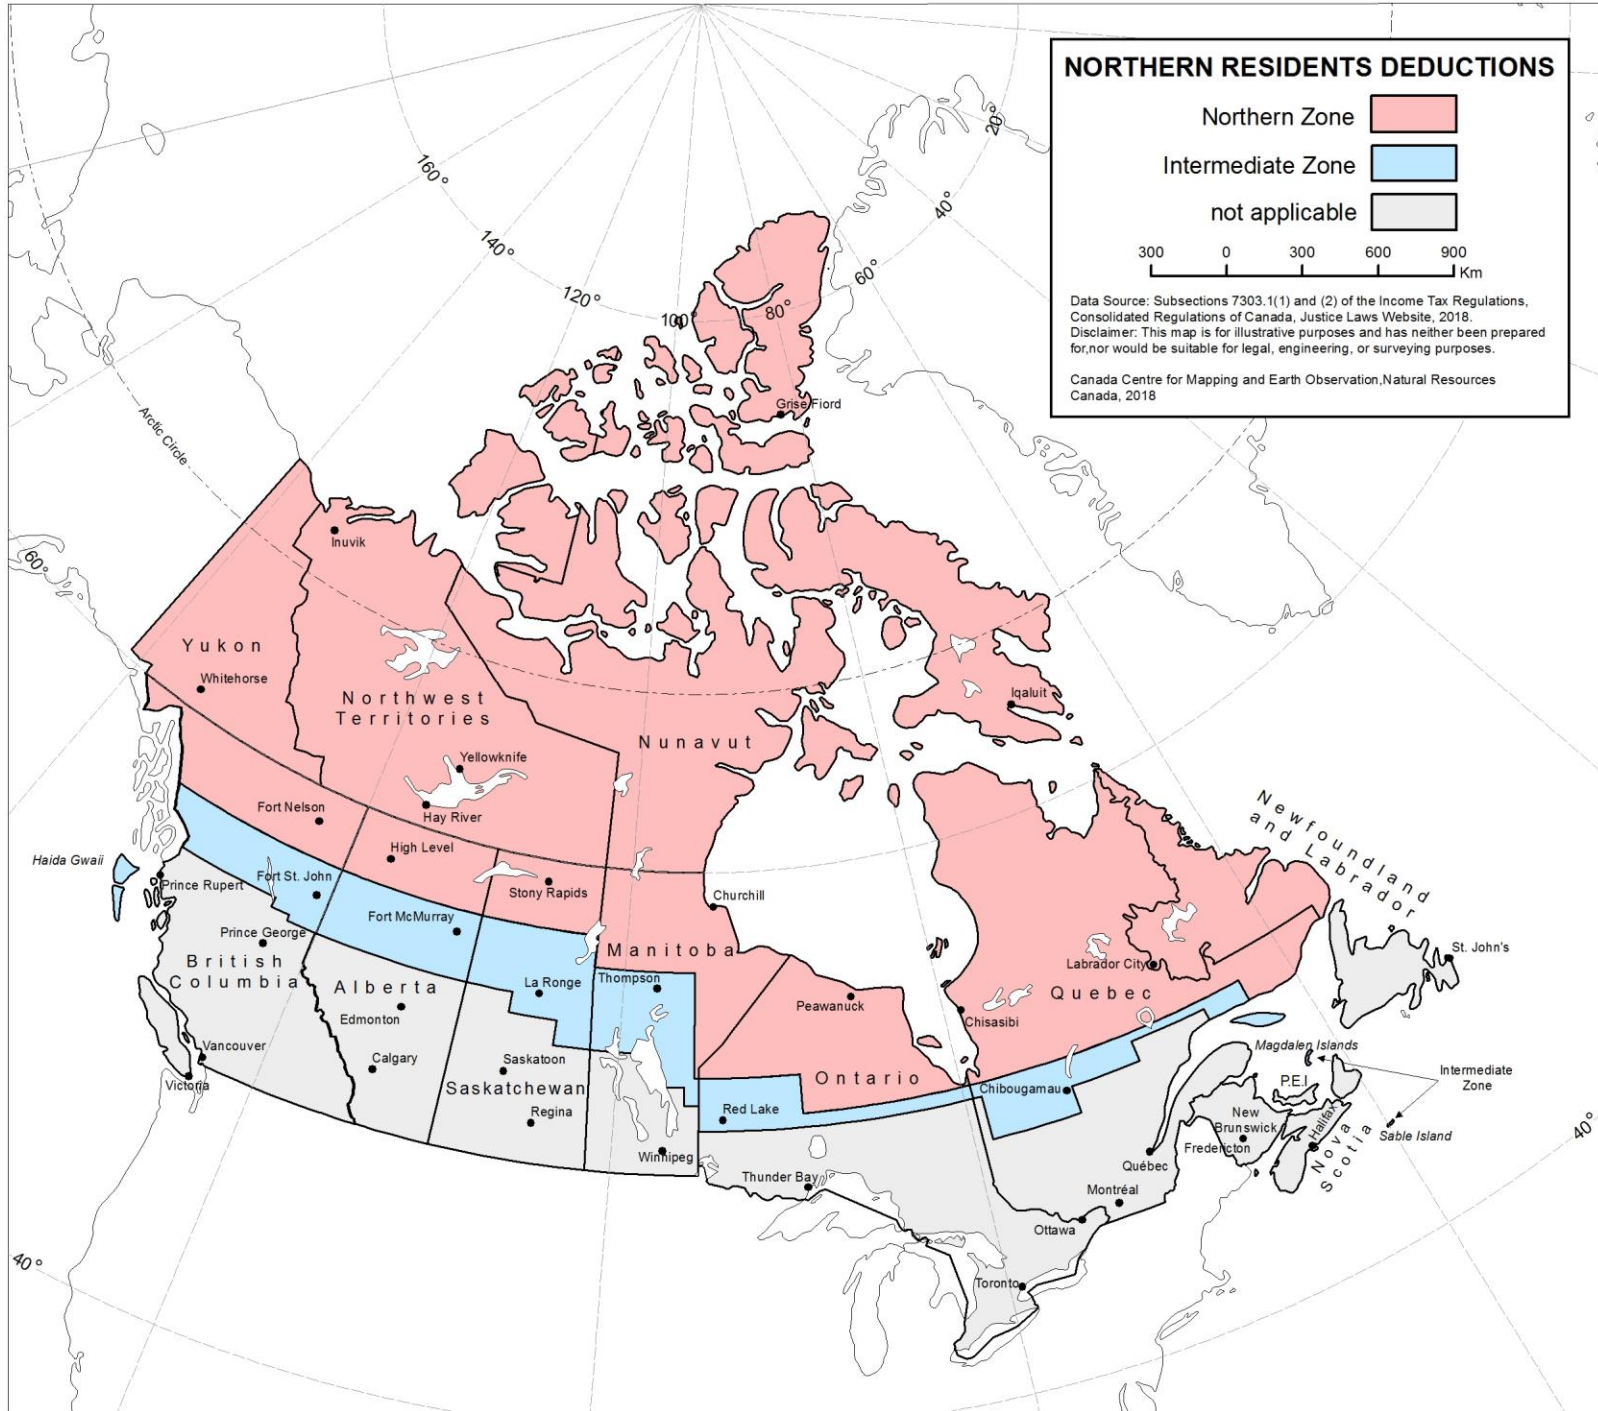 NORTHERN RESIDENTS DEDUCTIONS
Northern Zone
Intermediate Zone
not applicable
300 0 300 600 900
Km
Data Source: Subsections 7303.1(1) and (2) of the Income Tax Regulations,
Consolidated Regulations of Canada, Justice Laws Website, 2018.
Disclaimer: This map is for illustrative purposes and has neither been prepared
for,nor would be suitable for legal, engineering, or surveying purposes.
Canada Centre for Mapping and Earth Observation,Natural Resources
Canada, 2018
20°
40°
60°
80°
100°
120°
140°
160°
60°
40°
40°
Arctic Circle
Grise Fiord
Inuvik
Yukon
Whitehorse
Northwest
Territories
Yellowknife
Hay River
Nunavut
Iqaluit
Fort Nelson
High Level
Stony Rapids
Churchill
Haida Gwaii
Prince Rupert
Fort St. John
Fort McMurray
Prince George
British
Columbia
Alberta
Edmonton
Calgary
Vancouver
Victoria
La Ronge
Saskatoon
Saskatchewan
Regina
Manitoba
Thompson
Winnipeg
Peawanuck
Ontario
Red Lake
Thunder Bay
Chisasibi
Quebec
Labrador City
Chibougamau
Newfoundland
and Labrador
St. John's
Magdalen Islands
Intermediate
Zone
P.E.I
New
Brunswick
Fredericton
Halifax
Nova
Scotia
Sable Island
Québec
Montréal
Ottawa
Toronto